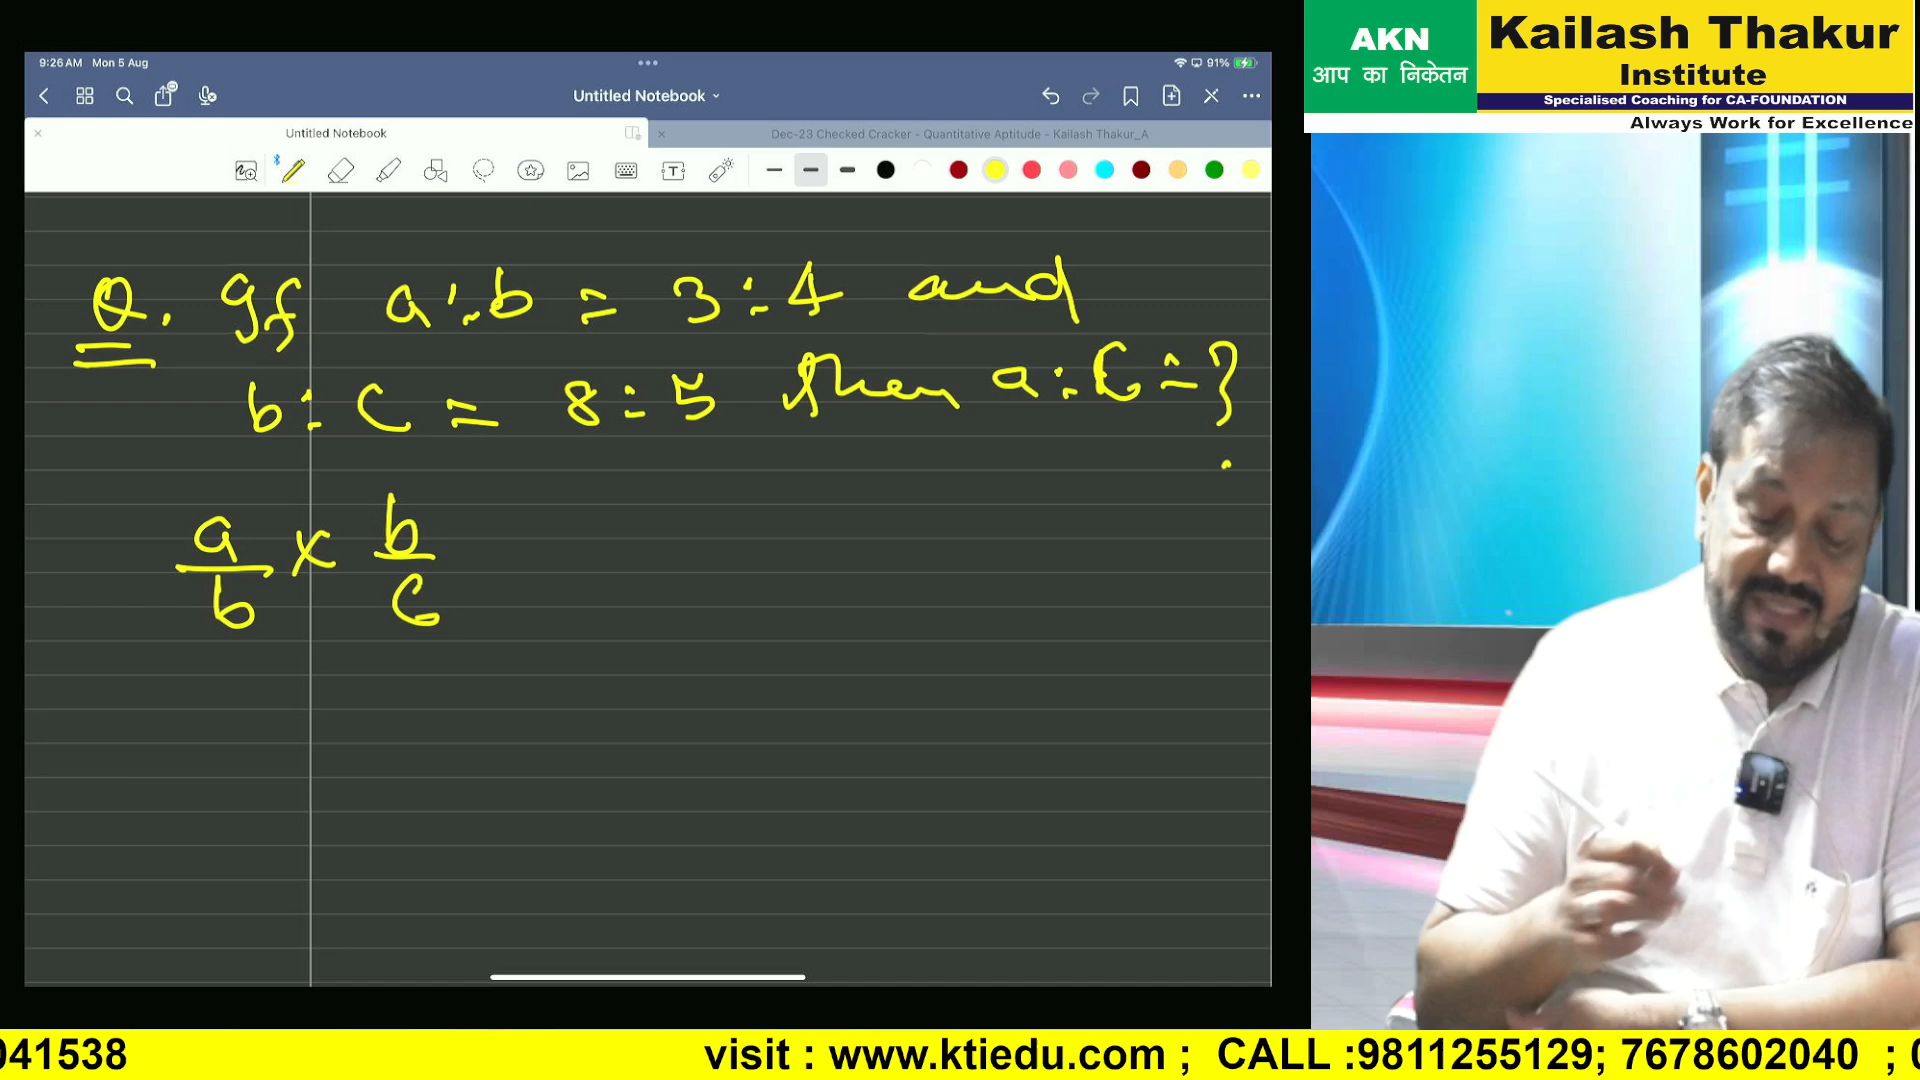 9:26 AM Mon 5 Aug
91%
Untitled Notebook
Untitled Notebook
Dec-23 Checked Cracker - Quantitative Aptitude - Kailash Thakur_A
T
Q. If a : b = 3 : 4 and
b : c = 8 : 5 then a : c = ?
a/b × b/c
AKN
आप का निकेतन
Kailash Thakur
Institute
Specialised Coaching for CA-FOUNDATION
Always Work for Excellence
041538 visit : www.ktiedu.com ; CALL :9811255129; 7678602040 ; 0